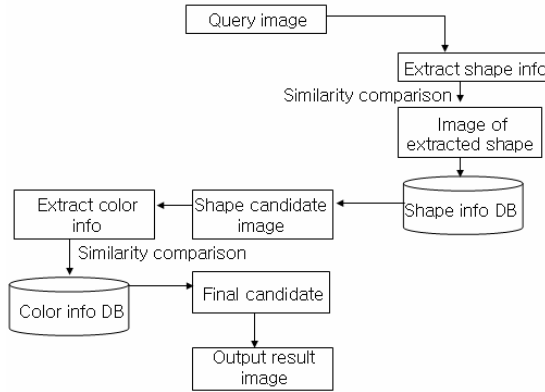 Query image
Extract shape info
Similarity comparison
Image of
extracted shape
Shape info DB
Shape candidate
image
Extract color
info
Similarity comparison
Color info DB
Final candidate
Output result
image